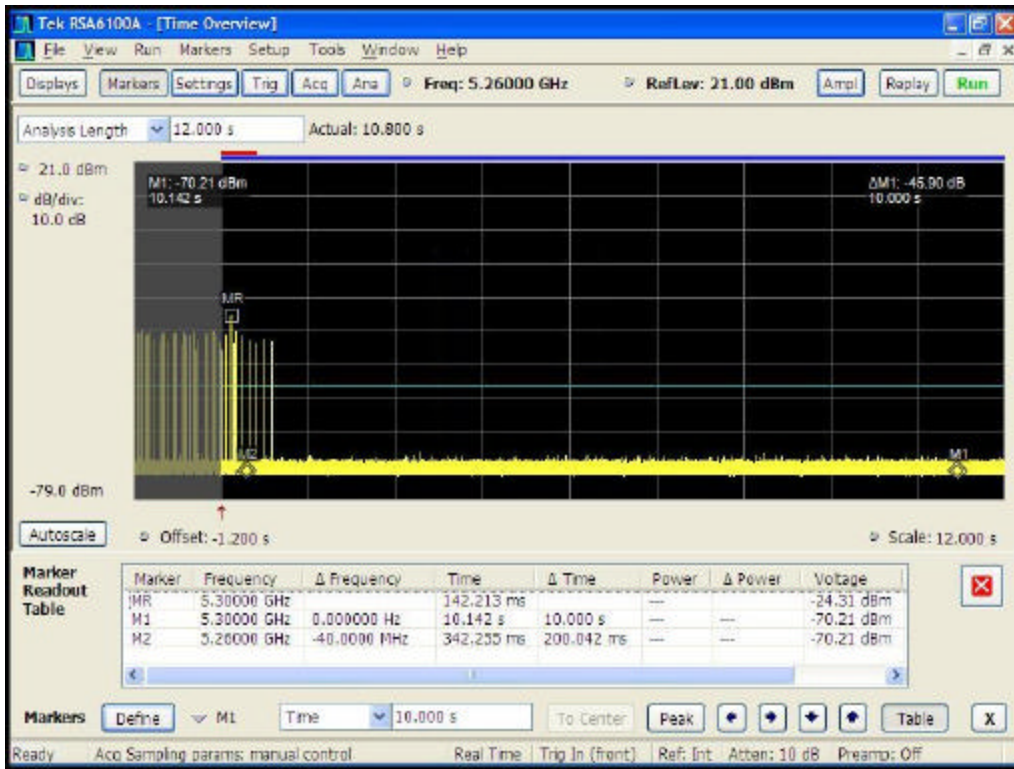 Tek RSA6100A - [Time Overview]
File View Run Markers Setup Tools Window Help
Displays Markers Settings Trig Acq Ana Freq: 5.26000 GHz RefLev: 21.00 dBm Ampl Replay Run
Analysis Length 12.000 s Actual: 10.800 s
21.0 dBm
dB/div:
10.0 dB
M1: -70.21 dBm
10.142 s
ΔM1: -45.90 dB
10.000 s
MR
M2
M1
-79.0 dBm
Autoscale Offset: -1.200 s Scale: 12.000 s
Marker Readout Table
Marker Frequency Δ Frequency Time Δ Time Power Δ Power Voltage
MR 5.30000 GHz 142.213 ms --- -24.31 dBm
M1 5.30000 GHz 0.000000 Hz 10.142 s 10.000 s --- --- -70.21 dBm
M2 5.26000 GHz -40.0000 MHz 342.255 ms 200.042 ms --- --- -70.21 dBm
Markers Define M1 Time 10.000 s To Center Peak Table X
Ready Acq Sampling params: manual control Real Time Trig In (front) Ref: Int Atten: 10 dB Preamp: Off